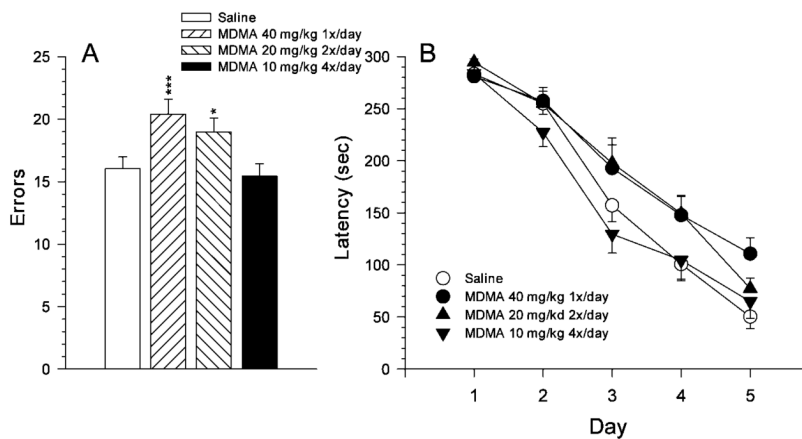 Saline
MDMA 40 mg/kg 1x/day
MDMA 20 mg/kg 2x/day
MDMA 10 mg/kg 4x/day
A
25
20
15
10
5
0
Errors
***
*
B
300
250
200
150
100
50
0
Latency (sec)
Saline
MDMA 40 mg/kg 1x/day
MDMA 20 mg/kd 2x/day
MDMA 10 mg/kg 4x/day
1 2 3 4 5
Day